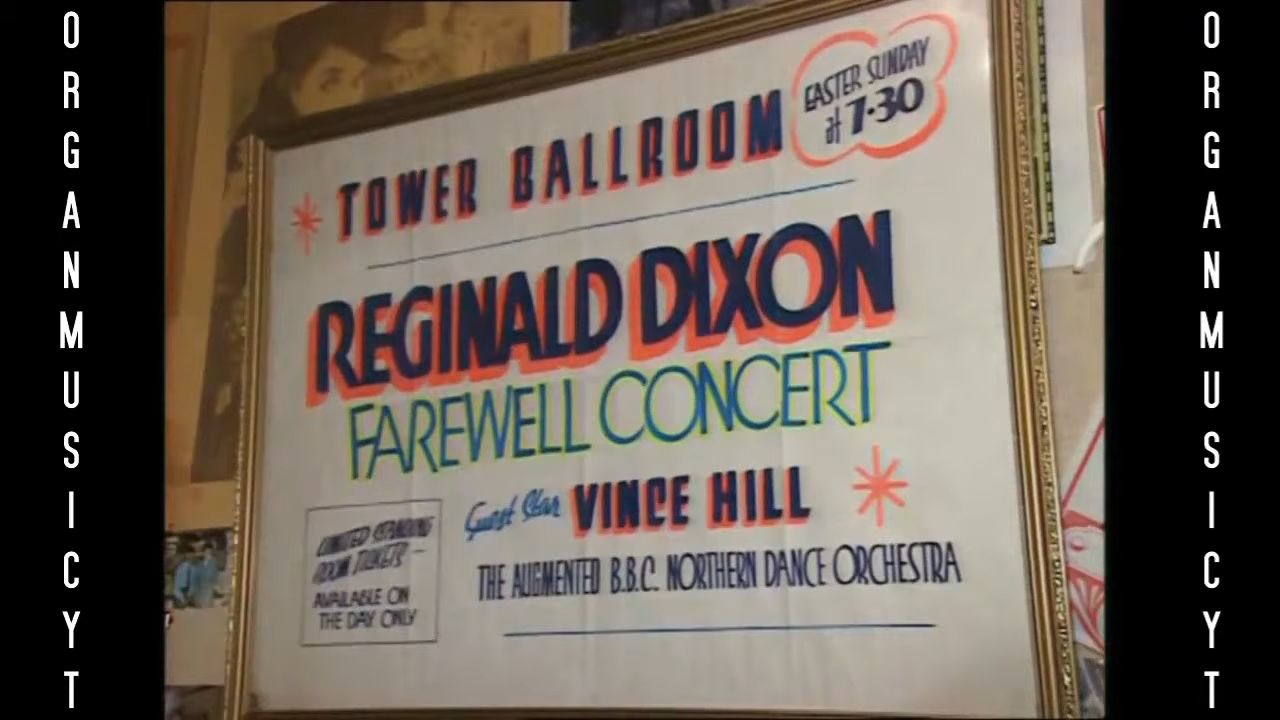 ORGANMUSICYT
EASTER SUNDAY
at 7·30
TOWER BALLROOM
REGINALD DIXON
FAREWELL CONCERT
Guest Star VINCE HILL
THE AUGMENTED B.B.C. NORTHERN DANCE ORCHESTRA
LIMITED STANDING
ROOM TICKETS —
AVAILABLE ON
THE DAY ONLY
ORGANMUSICYT